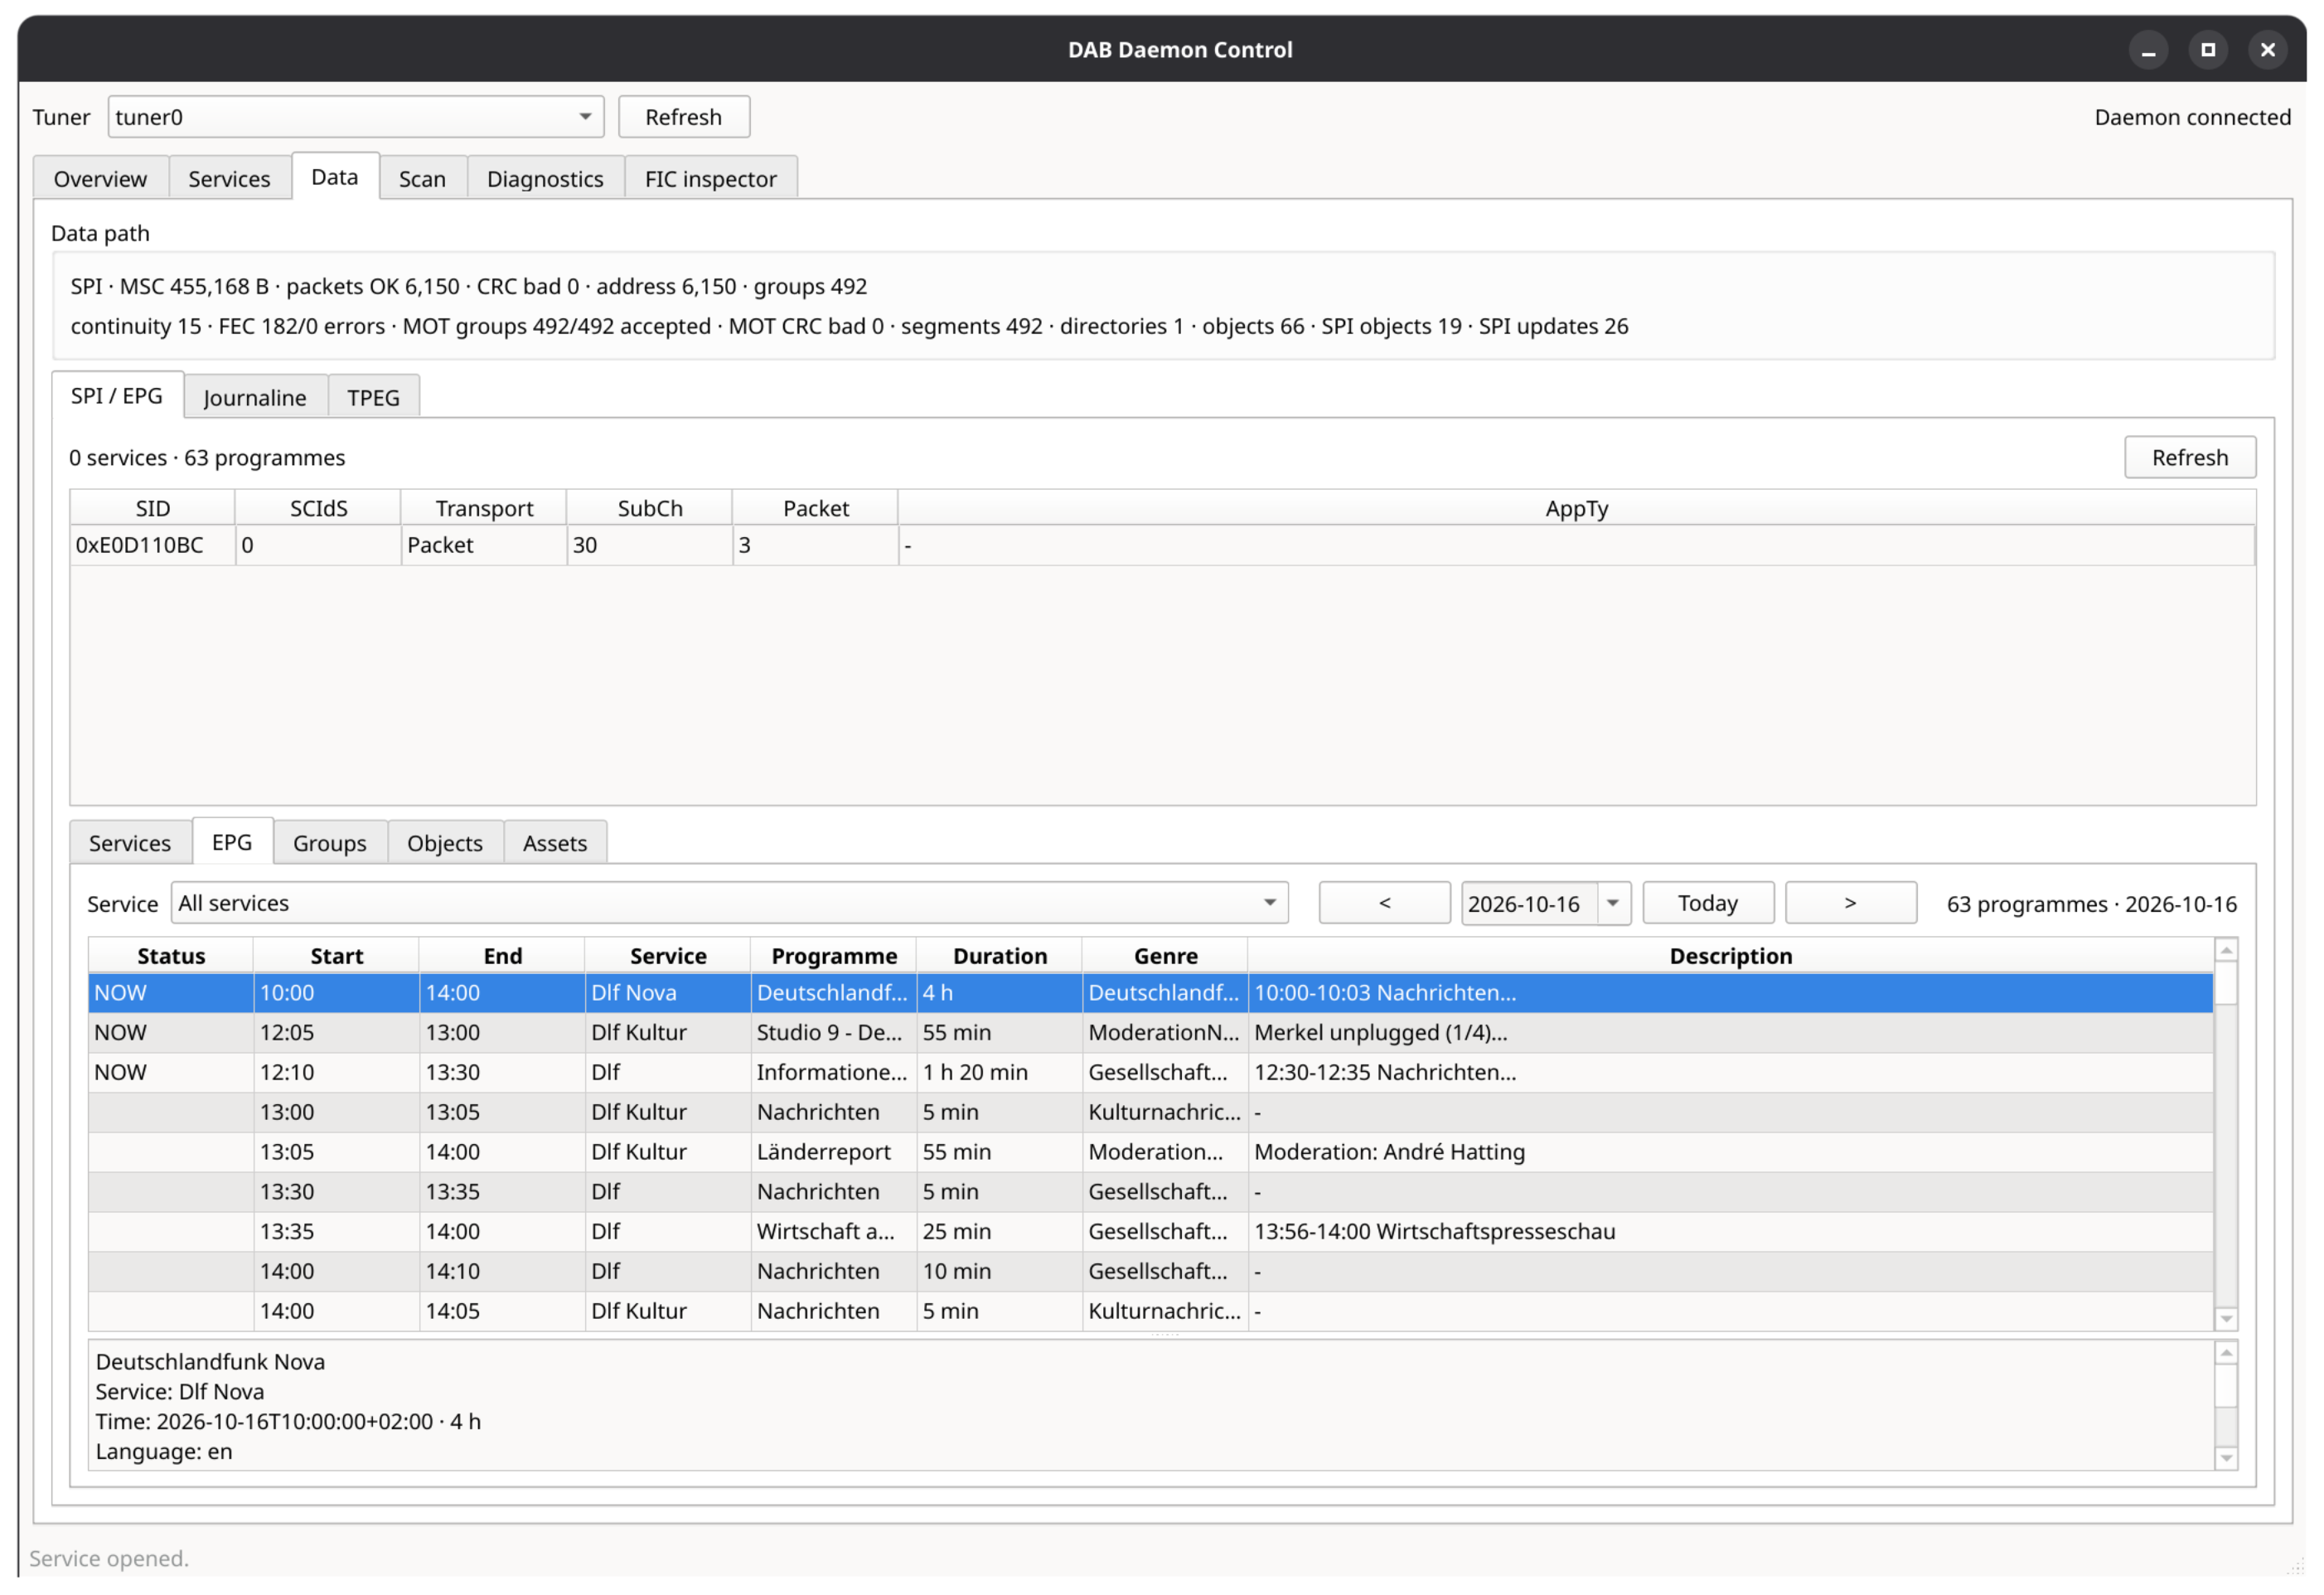 DAB Daemon Control
Tuner tuner0 Refresh Daemon connected
Overview Services Data Scan Diagnostics FIC inspector
Data path
SPI · MSC 455,168 B · packets OK 6,150 · CRC bad 0 · address 6,150 · groups 492
continuity 15 · FEC 182/0 errors · MOT groups 492/492 accepted · MOT CRC bad 0 · segments 492 · directories 1 · objects 66 · SPI objects 19 · SPI updates 26
SPI / EPG Journaline TPEG
0 services · 63 programmes Refresh
SID SCIdS Transport SubCh Packet AppTy
0xE0D110BC 0 Packet 30 3 -
Services EPG Groups Objects Assets
Service All services < 2026-10-16 Today > 63 programmes · 2026-10-16
Status Start End Service Programme Duration Genre Description
NOW 10:00 14:00 Dlf Nova Deutschlandf... 4 h Deutschlandf... 10:00-10:03 Nachrichten...
NOW 12:05 13:00 Dlf Kultur Studio 9 - De... 55 min ModerationN... Merkel unplugged (1/4)...
NOW 12:10 13:30 Dlf Informatione... 1 h 20 min Gesellschaft... 12:30-12:35 Nachrichten...
13:00 13:05 Dlf Kultur Nachrichten 5 min Kulturnachric... -
13:05 14:00 Dlf Kultur Länderreport 55 min Moderation... Moderation: André Hatting
13:30 13:35 Dlf Nachrichten 5 min Gesellschaft... -
13:35 14:00 Dlf Wirtschaft a... 25 min Gesellschaft... 13:56-14:00 Wirtschaftspresseschau
14:00 14:10 Dlf Nachrichten 10 min Gesellschaft... -
14:00 14:05 Dlf Kultur Nachrichten 5 min Kulturnachric... -
Deutschlandfunk Nova
Service: Dlf Nova
Time: 2026-10-16T10:00:00+02:00 · 4 h
Language: en
Service opened.